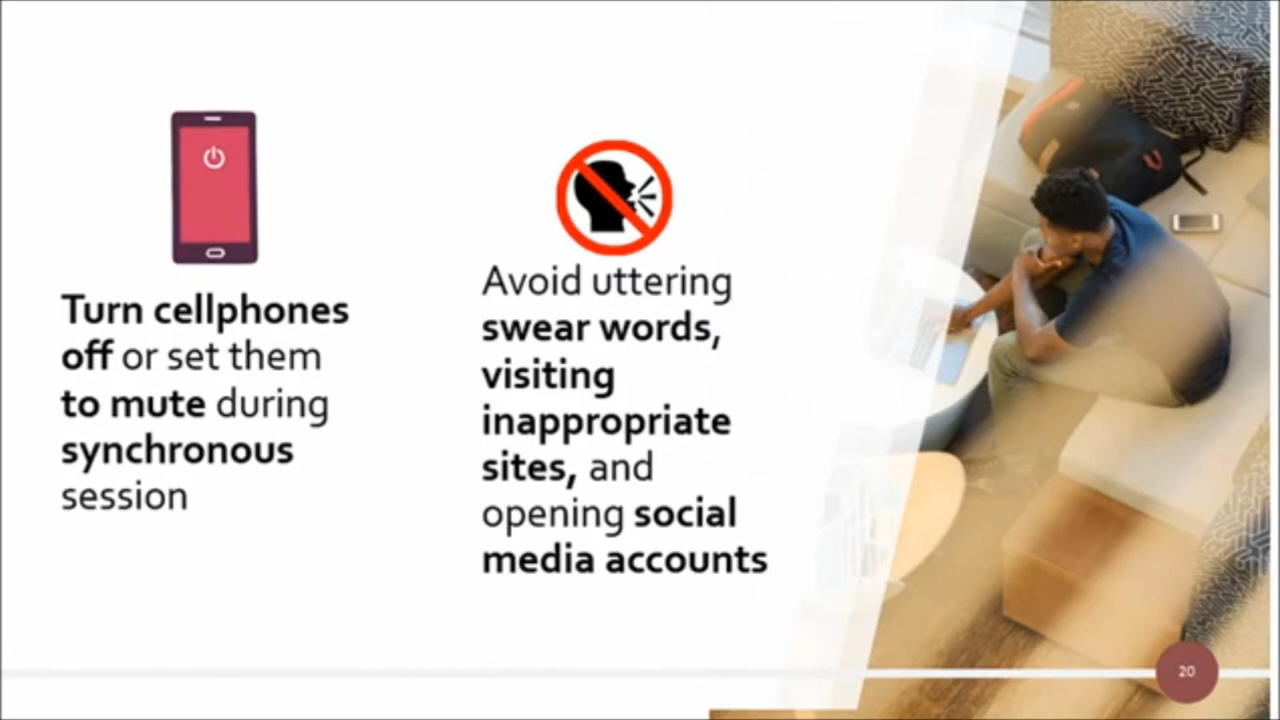 Turn cellphones
off or set them
to mute during
synchronous
session
Avoid uttering
swear words,
visiting
inappropriate
sites, and
opening social
media accounts
20